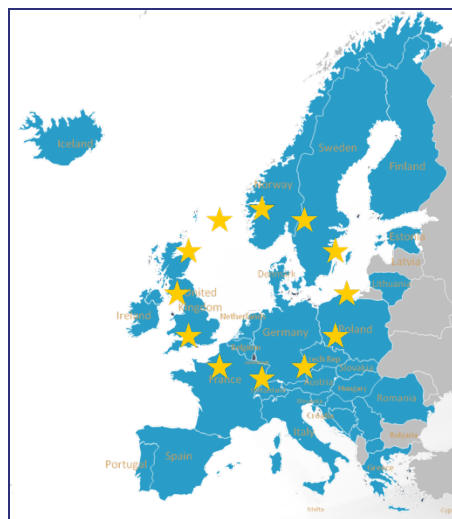 Iceland
Sweden
Finland
Norway
Estonia
Latvia
Denmark
Lithuania
United
Kingdom
Ireland
Netherlands
Poland
Germany
Belgium
Czech Rep
Slovakia
France
Austria
Hungary
Romania
Croatia
Italy
Bulgaria
Portugal
Spain
Greece
Malta
Cyp